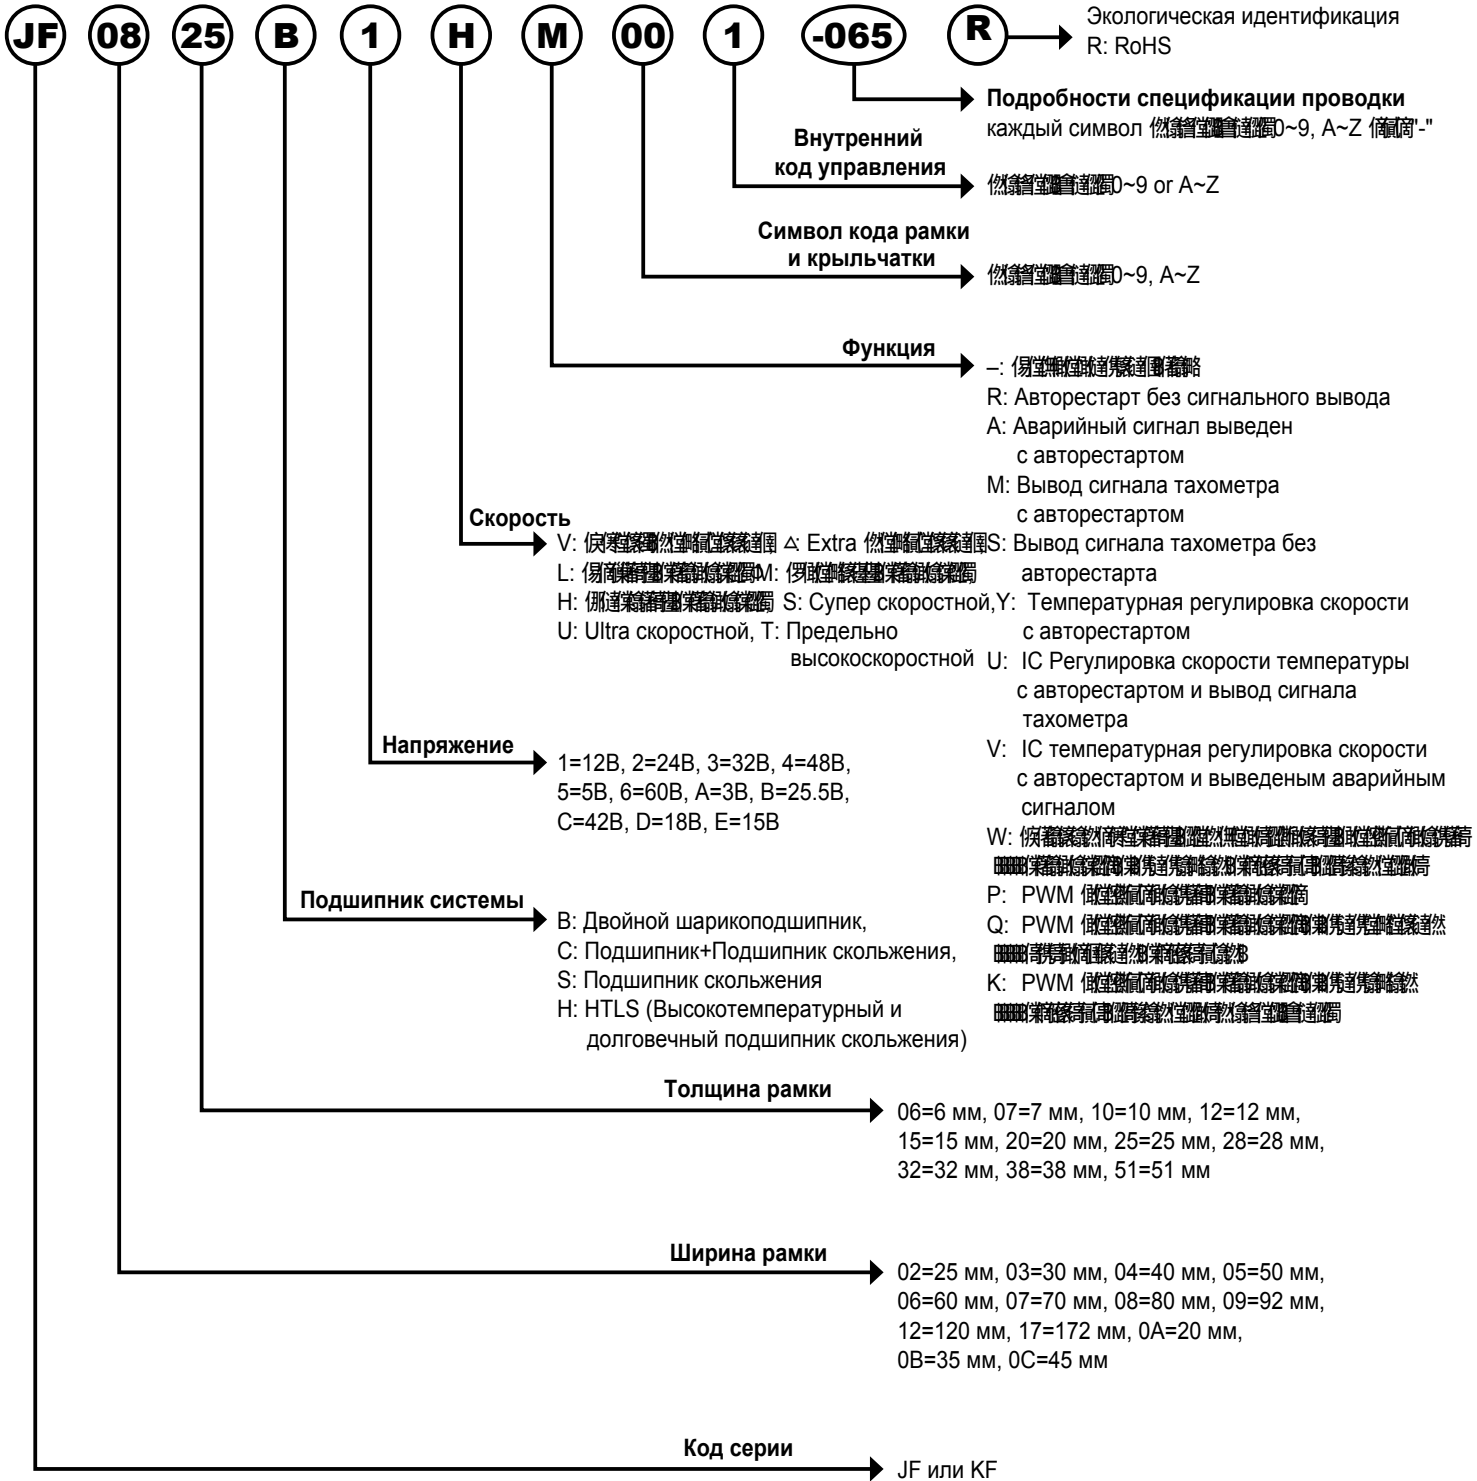 JF 08 25 B 1 H M 00 1 -065 R
Экологическая идентификация
R: RoHS
Подробности спецификации проводки
каждый символ 0~9, A~Z "-"
Внутренний
код управления
0~9 or A~Z
Символ кода рамки
и крыльчатки
0~9, A~Z
Функция
–:
R: Авторестарт без сигнального вывода
A: Аварийный сигнал выведен
с авторестартом
M: Вывод сигнала тахометра
с авторестартом
S: Вывод сигнала тахометра без
авторестарта
Y: Температурная регулировка скорости
с авторестартом
U: IC Регулировка скорости температуры
с авторестартом и вывод сигнала
тахометра
V: IC температурная регулировка скорости
с авторестартом и выведеным аварийным
сигналом
W:
P: PWM
Q: PWM
K: PWM
Скорость
V: Extra
L: M:
H: S: Супер скоростной,
U: Ultra скоростной, T: Предельно
высокоскоростной
Напряжение
1=12В, 2=24В, 3=32В, 4=48В,
5=5В, 6=60В, A=3В, B=25.5В,
C=42В, D=18В, E=15В
Подшипник системы
B: Двойной шарикоподшипник,
C: Подшипник+Подшипник скольжения,
S: Подшипник скольжения
H: HTLS (Высокотемпературный и
долговечный подшипник скольжения)
Толщина рамки
06=6 мм, 07=7 мм, 10=10 мм, 12=12 мм,
15=15 мм, 20=20 мм, 25=25 мм, 28=28 мм,
32=32 мм, 38=38 мм, 51=51 мм
Ширина рамки
02=25 мм, 03=30 мм, 04=40 мм, 05=50 мм,
06=60 мм, 07=70 мм, 08=80 мм, 09=92 мм,
12=120 мм, 17=172 мм, 0A=20 мм,
0B=35 мм, 0C=45 мм
Код серии
JF или KF